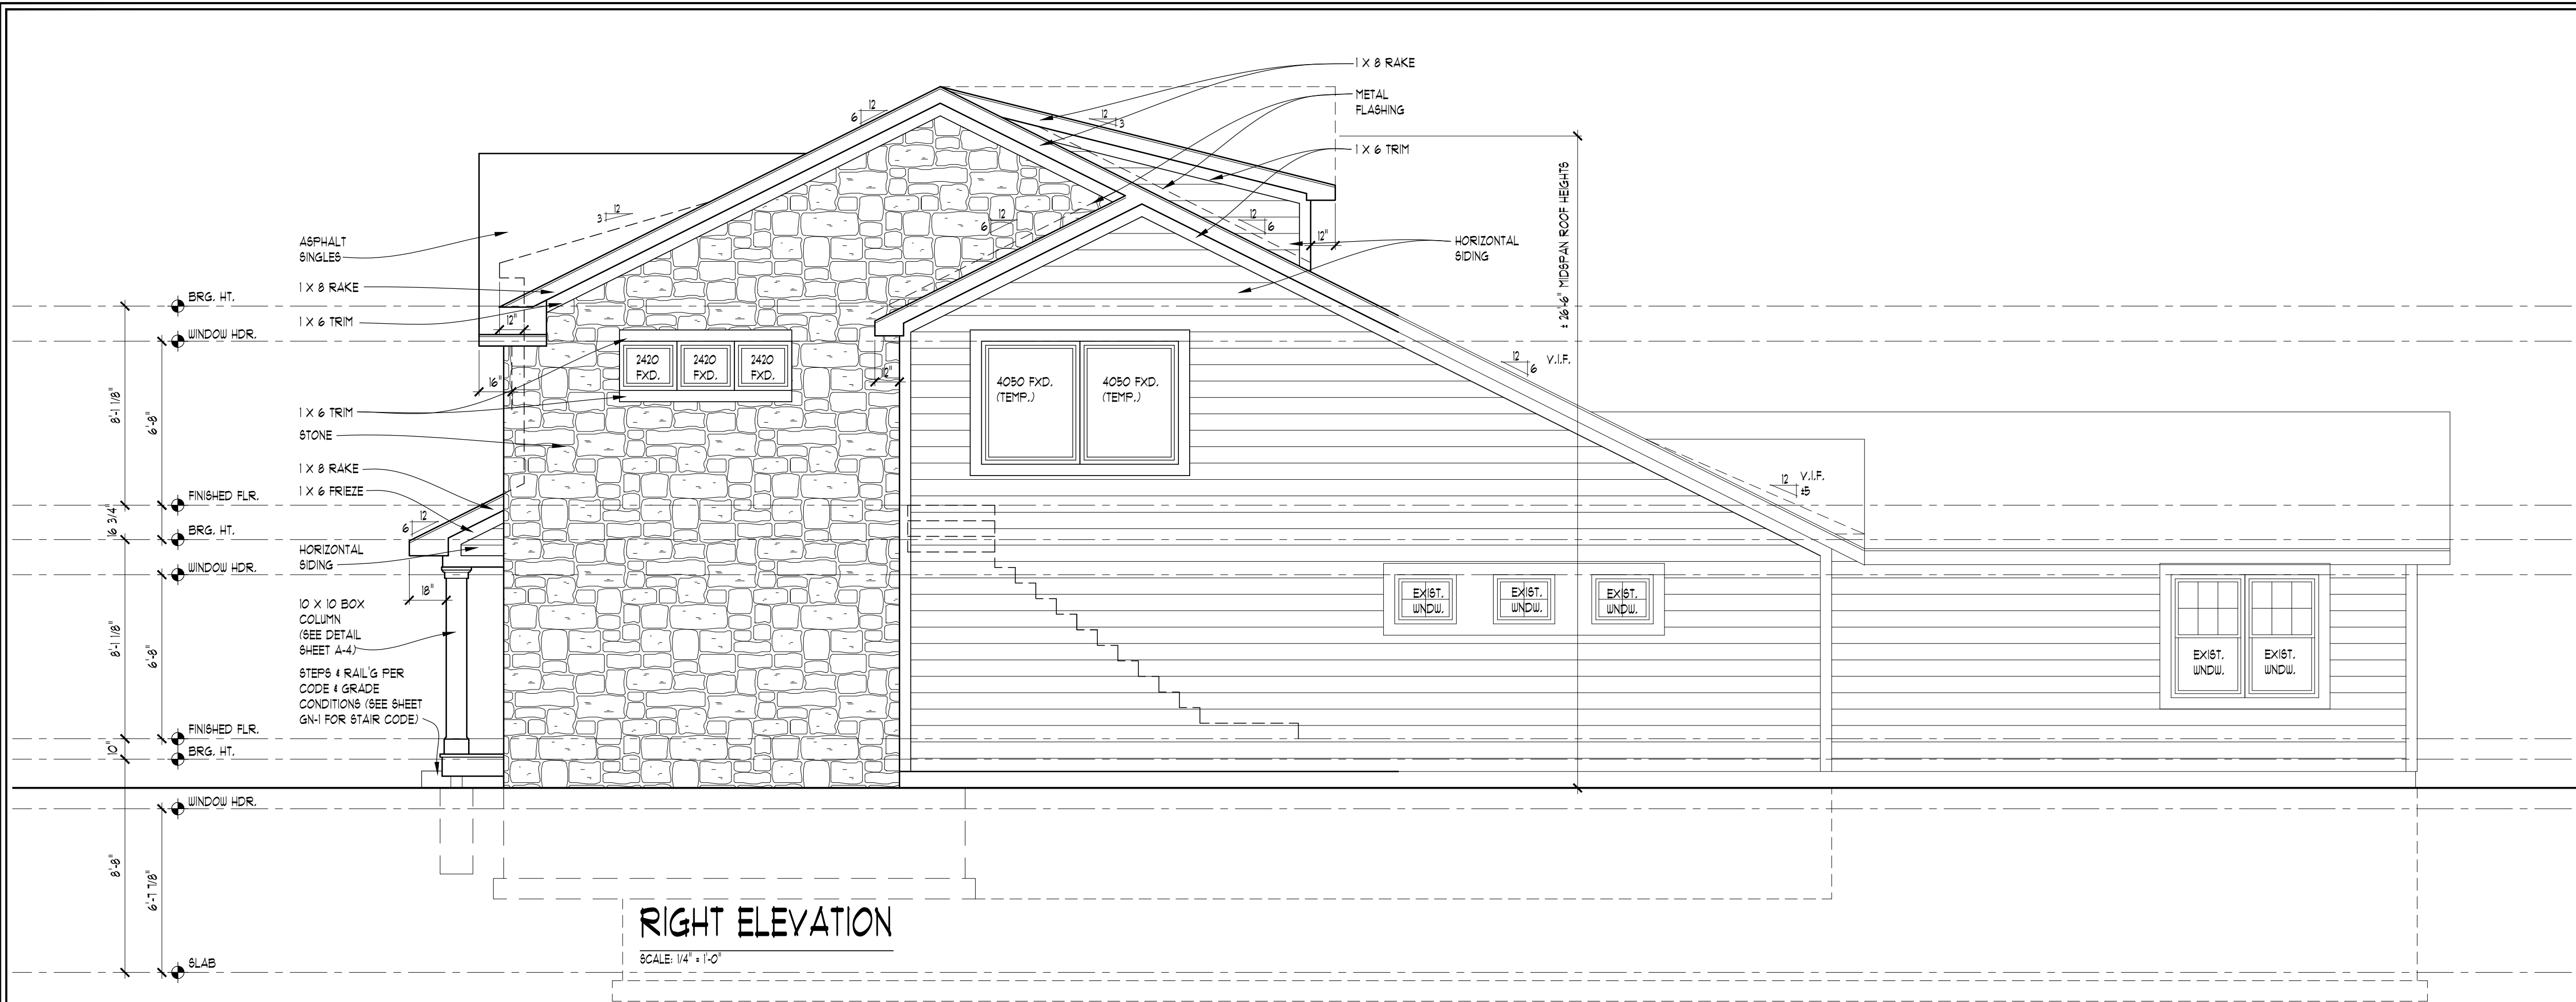 1 X 8 RAKE
METAL
FLASHING
1 X 6 TRIM
12
6
12
3
12
3
12
6
12
6
12"
HORIZONTAL
SIDING
± 26'-6" MIDSPAN ROOF HEIGHTS
ASPHALT
SINGLES
1 X 8 RAKE
1 X 6 TRIM
12"
16"
BRG. HT.
WINDOW HDR.
2420
FXD.
2420
FXD.
2420
FXD.
12"
4050 FXD.
(TEMP.)
4050 FXD.
(TEMP.)
12
6
V.I.F.
8'-1 1/8"
6'-8"
1 X 6 TRIM
STONE
1 X 8 RAKE
1 X 6 FRIEZE
12
V.I.F.
±5
FINISHED FLR.
16 3/4"
BRG. HT.
12
6
HORIZONTAL
SIDING
WINDOW HDR.
18"
10 X 10 BOX
COLUMN
(SEE DETAIL
SHEET A-4)
8'-1 1/8"
6'-8"
STEPS & RAIL'G PER
CODE & GRADE
CONDITIONS (SEE SHEET
GN-1 FOR STAIR CODE)
EXIST.
WNDW.
EXIST.
WNDW.
EXIST.
WNDW.
EXIST.
WNDW.
EXIST.
WNDW.
FINISHED FLR.
10"
BRG. HT.
WINDOW HDR.
8'-8"
6'-7 7/8"
SLAB
RIGHT ELEVATION
SCALE: 1/4" = 1'-0"